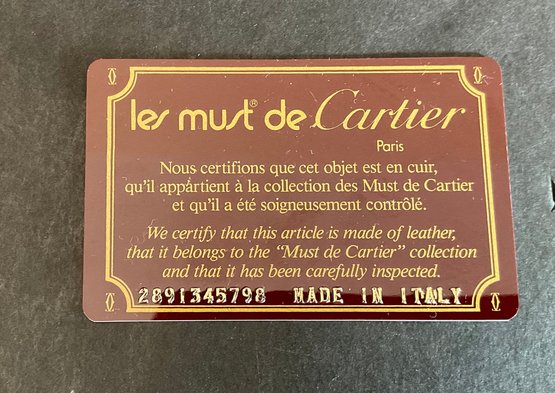 les must® de Cartier
Paris
Nous certifions que cet objet est en cuir,
qu'il appartient à la collection des Must de Cartier
et qu'il a été soigneusement contrôlé.
We certify that this article is made of leather,
that it belongs to the "Must de Cartier" collection
and that it has been carefully inspected.
2891345798 MADE IN ITALY